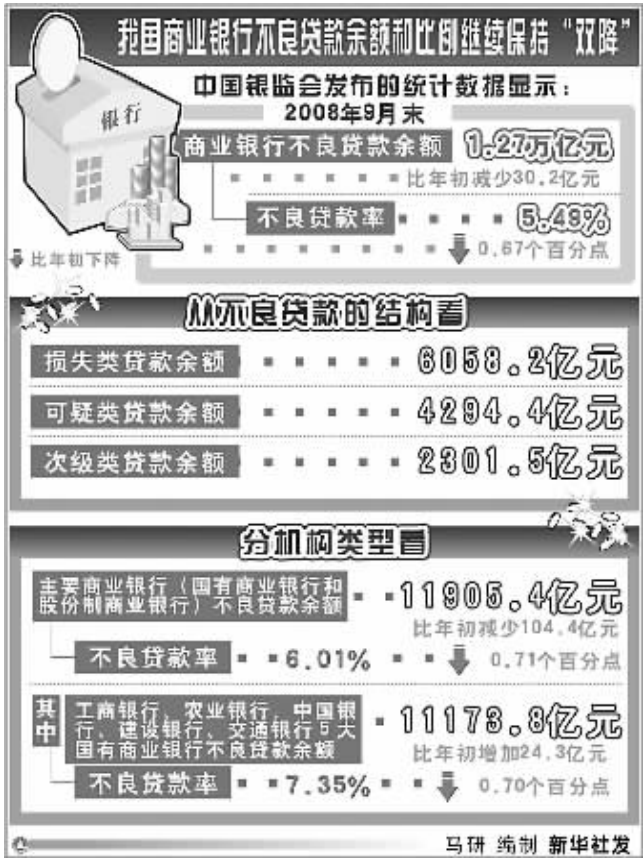 我国商业银行不良贷款余额和比例继续保持“双降”
中国银监会发布的统计数据显示：
2008年9月末
银行
商业银行不良贷款余额 1.27万亿元
比年初减少30.2亿元
不良贷款率 5.49%
0.67个百分点
比年初下降
从不良贷款的结构看
损失类贷款余额 6058.2亿元
可疑类贷款余额 4294.4亿元
次级类贷款余额 2301.5亿元
分机构类型看
主要商业银行（国有商业银行和
股份制商业银行）不良贷款余额 11905.4亿元
比年初减少104.4亿元
不良贷款率 6.01% 0.71个百分点
其中
工商银行、农业银行、中国银
行、建设银行、交通银行5大
国有商业银行不良贷款余额 11173.8亿元
比年初增加24.3亿元
不良贷款率 7.35% 0.70个百分点
马研 编制 新华社发